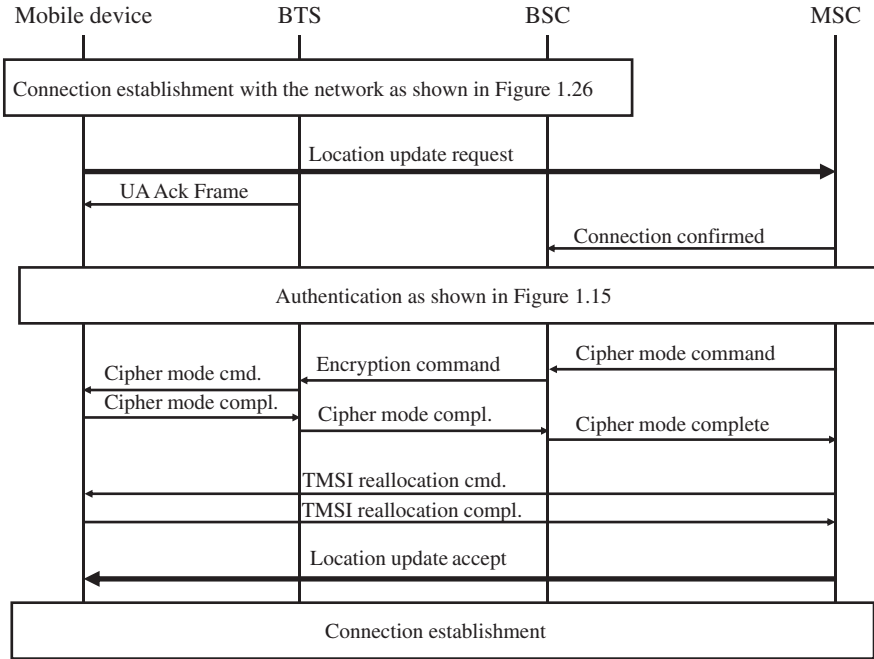 Mobile device BTS BSC MSC
Connection establishment with the network as shown in Figure 1.26
Location update request
UA Ack Frame
Connection confirmed
Authentication as shown in Figure 1.15
Cipher mode command
Encryption command
Cipher mode cmd.
Cipher mode compl.
Cipher mode compl.
Cipher mode complete
TMSI reallocation cmd.
TMSI reallocation compl.
Location update accept
Connection establishment